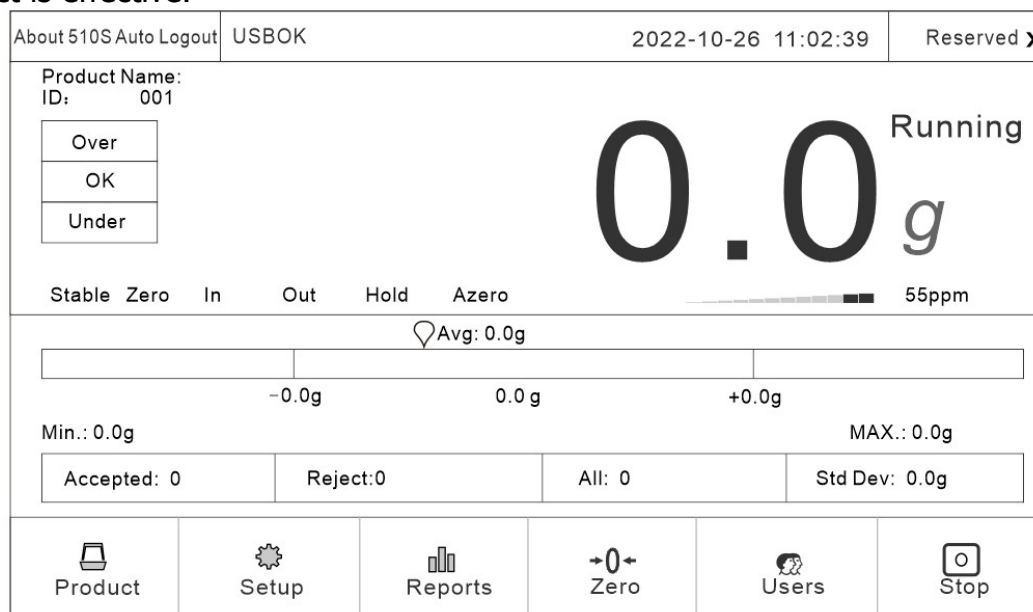 About 510S Auto Logout USBOK 2022-10-26 11:02:39 Reserved
Product Name:
ID: 001
Running
Over
OK
Under
0.0 g
Stable Zero In Out Hold Azero 55ppm
Avg: 0.0g
-0.0g 0.0 g +0.0g
Min.: 0.0g MAX.: 0.0g
Accepted: 0 Reject:0 All: 0 Std Dev: 0.0g
→0←
Product Setup Reports Zero Users Stop